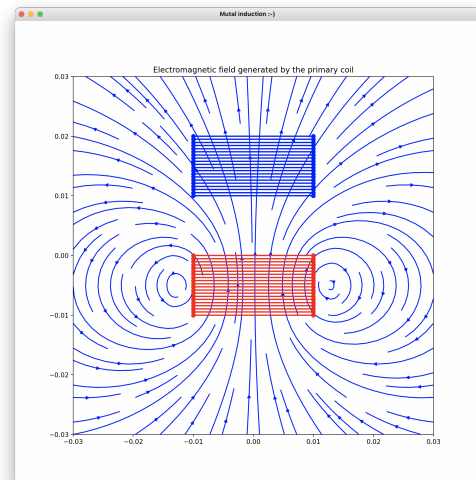 Mutal induction :-)
Electromagnetic field generated by the primary coil
0.03
0.02
0.01
0.00
−0.01
−0.02
−0.03
−0.03 −0.02 −0.01 0.00 0.01 0.02 0.03